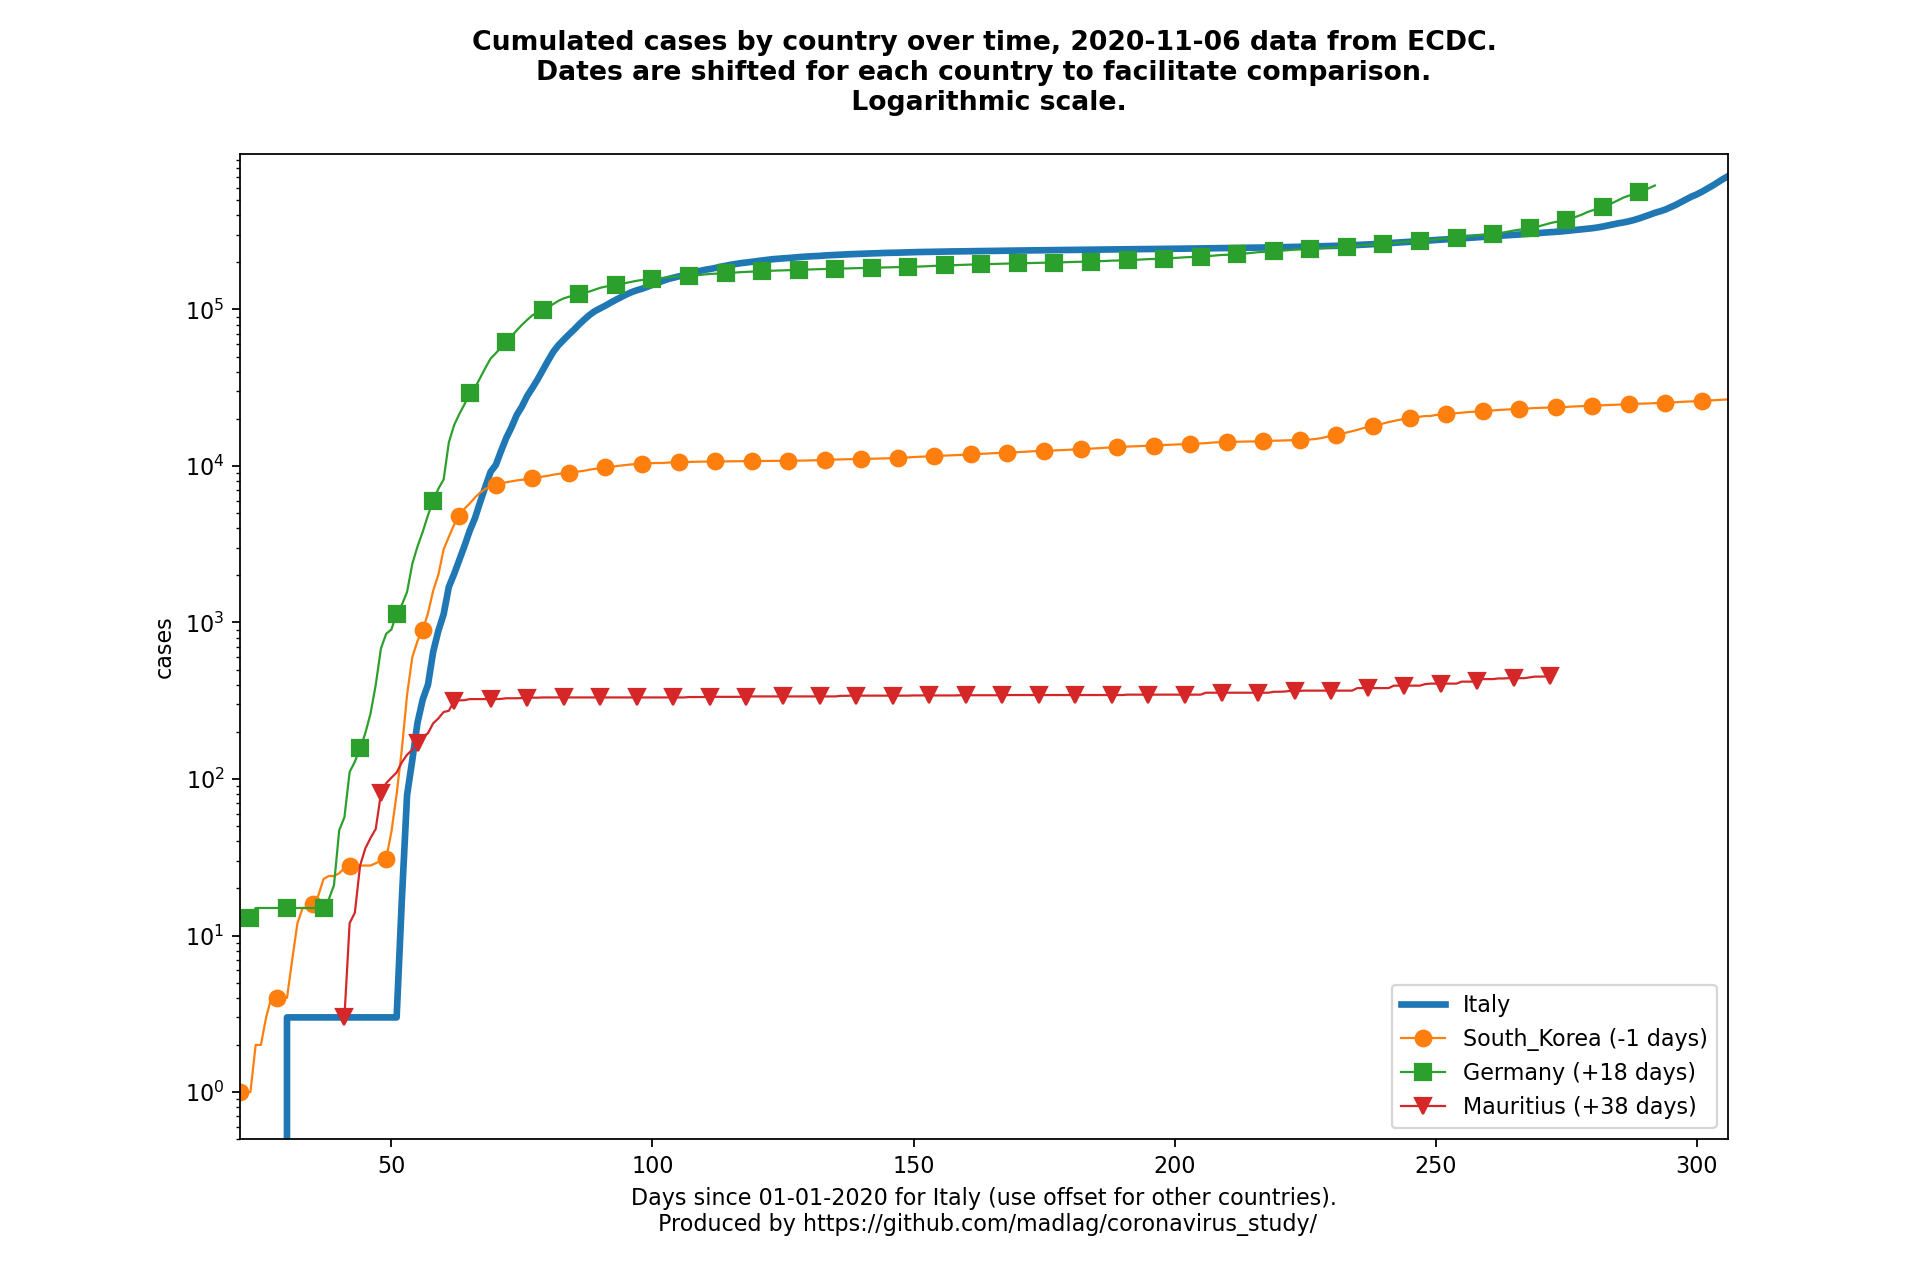 Cumulated cases by country over time, 2020-11-06 data from ECDC.
Dates are shifted for each country to facilitate comparison.
Logarithmic scale.
cases
10^5
10^4
10^3
10^2
10^1
10^0
50 100 150 200 250 300
Italy
South_Korea (-1 days)
Germany (+18 days)
Mauritius (+38 days)
Days since 01-01-2020 for Italy (use offset for other countries).
Produced by https://github.com/madlag/coronavirus_study/